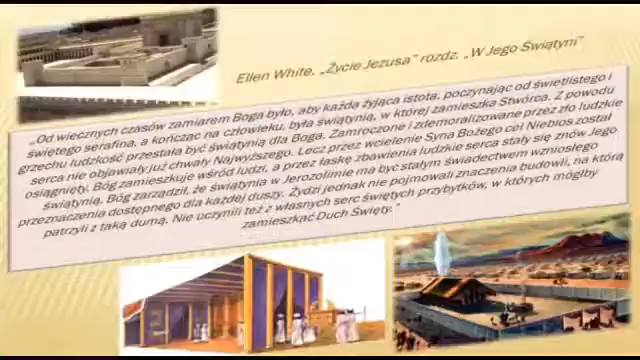 Ellen White, „Życie Jezusa” rozdz. „W Jego Świątyni”
„Od wiecznych czasów zamiarem Boga było, aby każda żyjąca istota, poczynając od świetlistego i
świętego serafina, a kończąc na człowieku, była świątynią, w której zamieszka Stwórca. Z powodu
grzechu ludzkość przestała być świątynią dla Boga. Zamroczone i zdemoralizowane przez zło ludzkie
serca nie objawiały już chwały Najwyższego. Lecz przez wcielenie Syna Bożego cel Niebios został
osiągnięty. Bóg zamieszkuje wśród ludzi, a przez łaskę zbawienia ludzkie serca stały się znów Jego
świątynią. Bóg zarządził, że świątynia w Jerozolimie ma być stałym świadectwem wzniosłego
przeznaczenia dostępnego dla każdej duszy. Żydzi jednak nie pojmowali znaczenia budowli, na którą
patrzyli z taką dumą. Nie uczynili też z własnych serc świętych przybytków, w których mógłby
zamieszkać Duch Święty.”